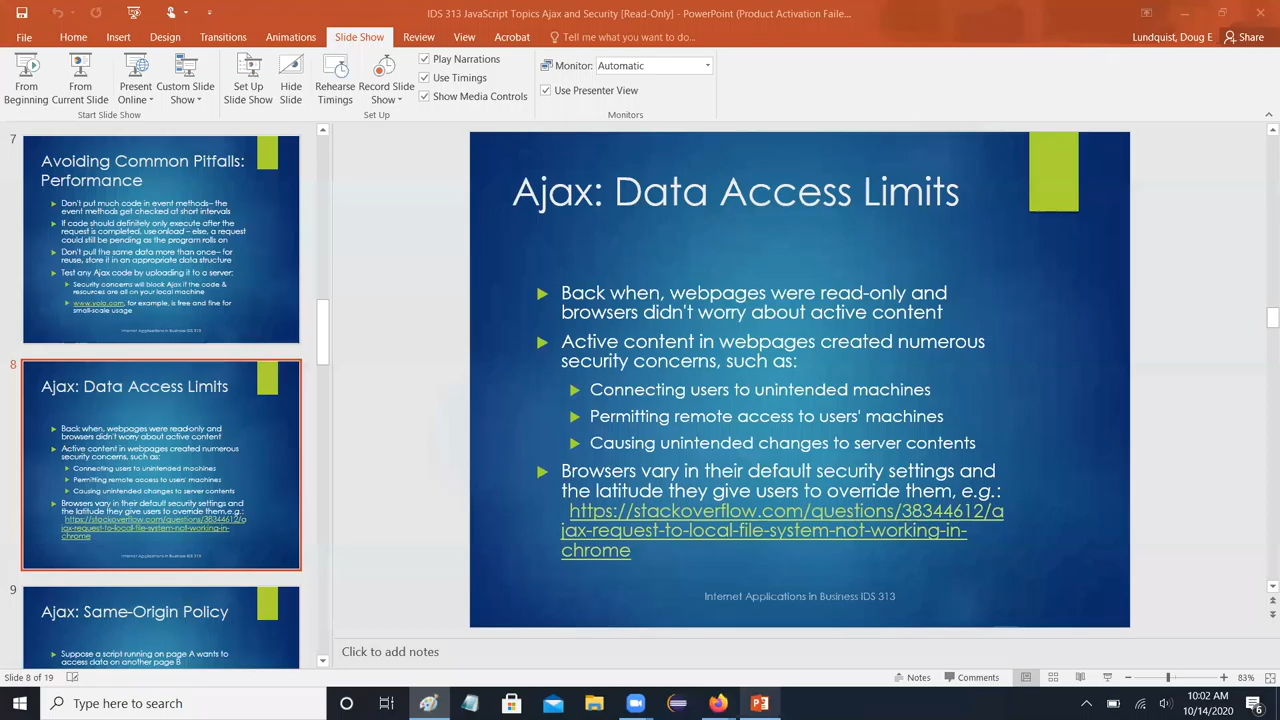 IDS 313 JavaScript Topics Ajax and Security [Read-Only] - PowerPoint (Product Activation Faile...
File Home Insert Design Transitions Animations Slide Show Review View Acrobat Tell me what you want to do... Lundquist, Doug E Share
From Beginning
From Current Slide
Present Online
Custom Slide Show
Start Slide Show
Set Up Slide Show
Hide Slide
Rehearse Timings
Record Slide Show
Play Narrations
Use Timings
Show Media Controls
Set Up
Monitor: Automatic
Use Presenter View
Monitors
7
Avoiding Common Pitfalls:
Performance
Don't put much code in event methods– the
event methods get checked at short intervals
If code should definitely only execute after the
request is completed, use onload – else, a request
could still be pending as the program rolls on
Don't pull the same data more than once– for
reuse, store it in an appropriate data structure
Test any Ajax code by uploading it to a server:
Security concerns will block Ajax if the code &
resources are all on your local machine
www.vola.com, for example, is free and fine for
small-scale usage
Internet Applications in Business IDS 313
8
Ajax: Data Access Limits
Back when, webpages were read-only and
browsers didn't worry about active content
Active content in webpages created numerous
security concerns, such as:
Connecting users to unintended machines
Permitting remote access to users' machines
Causing unintended changes to server contents
Browsers vary in their default security settings and
the latitude they give users to override them, e.g.:
https://stackoverflow.com/questions/38344612/a
jax-request-to-local-file-system-not-working-in-
chrome
Internet Applications in Business IDS 313
9
Ajax: Same-Origin Policy
Suppose a script running on page A wants to
access data on another page B
Ajax: Data Access Limits
Back when, webpages were read-only and
browsers didn't worry about active content
Active content in webpages created numerous
security concerns, such as:
Connecting users to unintended machines
Permitting remote access to users' machines
Causing unintended changes to server contents
Browsers vary in their default security settings and
the latitude they give users to override them, e.g.:
https://stackoverflow.com/questions/38344612/a
jax-request-to-local-file-system-not-working-in-
chrome
Internet Applications in Business IDS 313
Click to add notes
Slide 8 of 19 Notes Comments 83%
Type here to search
10:02 AM
10/14/2020
6